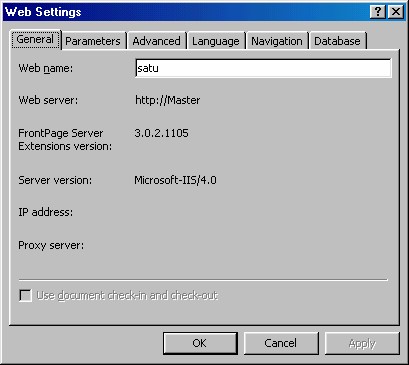 Web Settings
General Parameters Advanced Language Navigation Database
Web name: satu
Web server: http://Master
FrontPage Server
Extensions version: 3.0.2.1105
Server version: Microsoft-IIS/4.0
IP address:
Proxy server:
Use document check-in and check-out
OK Cancel Apply